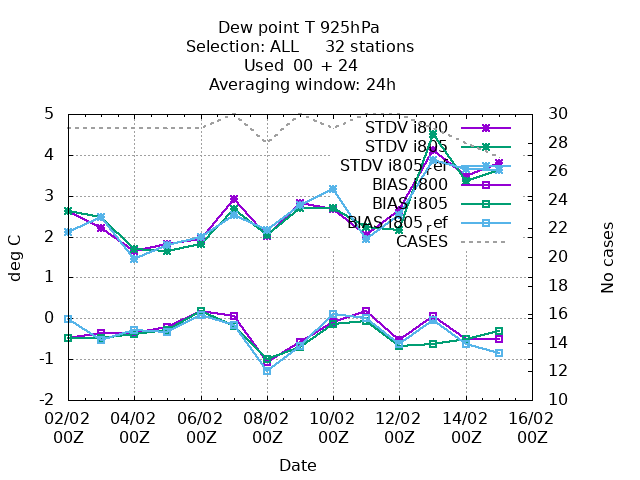 Dew point T 925hPa
Selection: ALL 32 stations
Used 00 + 24
Averaging window: 24h
5
4
3
2
1
0
-1
-2
deg C
30
28
26
24
22
20
18
16
14
12
10
No cases
STDV i800
STDV i805
STDV i805ref
BIAS i800
BIAS i805
BIAS i805ref
CASES
02/02 04/02 06/02 08/02 10/02 12/02 14/02 16/02
00Z 00Z 00Z 00Z 00Z 00Z 00Z 00Z
Date